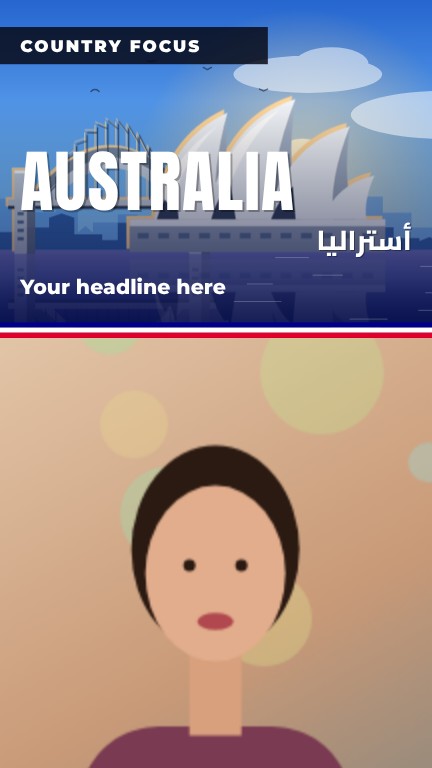 COUNTRY FOCUS
AUSTRALIA
أستراليا
Your headline here